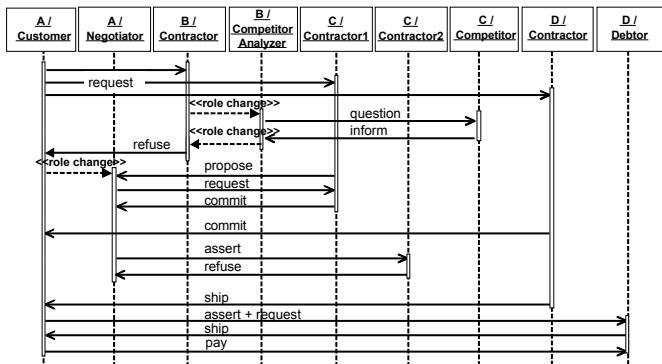 A /
Customer
A /
Negotiator
B /
Contractor
B /
Competitor
Analyzer
C /
Contractor1
C /
Contractor2
C /
Competitor
D /
Contractor
D /
Debtor
request
<<role change>>
question
<<role change>>
inform
refuse
<<role change>>
propose
request
commit
commit
assert
refuse
ship
assert + request
ship
pay